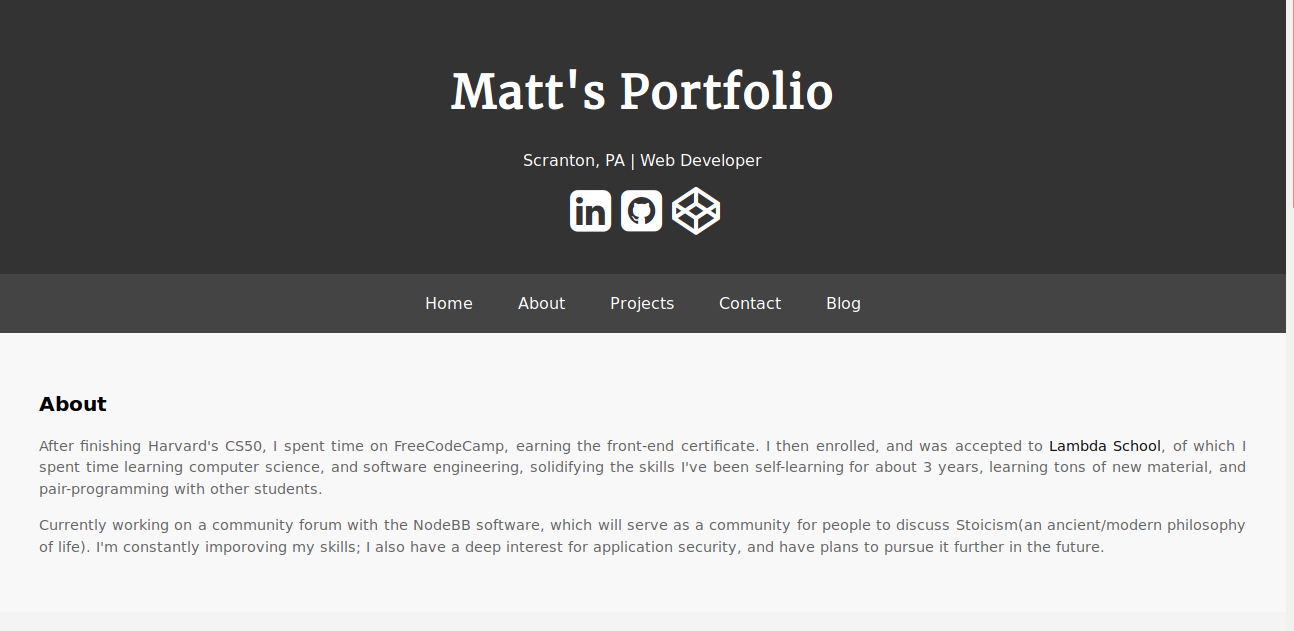 Matt's Portfolio
Scranton, PA | Web Developer
in
Home About Projects Contact Blog
About
After finishing Harvard's CS50, I spent time on FreeCodeCamp, earning the front-end certificate. I then enrolled, and was accepted to Lambda School, of which I
spent time learning computer science, and software engineering, solidifying the skills I've been self-learning for about 3 years, learning tons of new material, and
pair-programming with other students.
Currently working on a community forum with the NodeBB software, which will serve as a community for people to discuss Stoicism(an ancient/modern philosophy
of life). I'm constantly imporoving my skills; I also have a deep interest for application security, and have plans to pursue it further in the future.